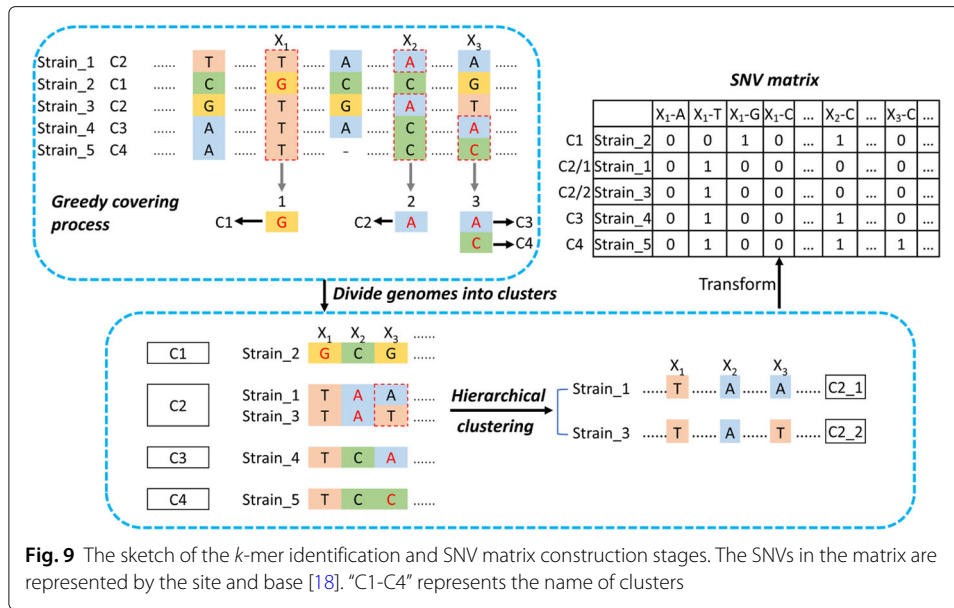 X1 X2 X3
Strain_1 C2 ...... T ...... T ...... A ...... A ...... A ......
Strain_2 C1 ...... C ...... G ...... C ...... C ...... G ......
Strain_3 C2 ...... G ...... T ...... G ...... A ...... T ......
Strain_4 C3 ...... A ...... T ...... A ...... C ...... A ......
Strain_5 C4 ...... A ...... T ...... - ...... C ...... C ......
1 2 3
Greedy covering process
C1 G C2 A A C3
C C4
SNV matrix
X1-A X1-T X1-G X1-C ... X2-C ... X3-C ...
C1 Strain_2 0 0 1 0 ... 1 ... 0 ...
C2/1 Strain_1 0 1 0 0 ... 0 ... 0 ...
C2/2 Strain_3 0 1 0 0 ... 0 ... 0 ...
C3 Strain_4 0 1 0 0 ... 1 ... 0 ...
C4 Strain_5 0 1 0 0 ... 1 ... 1 ...
Divide genomes into clusters
Transform
X1 X2 X3 ......
C1 Strain_2 G C G ......
C2 Strain_1 T A A ......
Strain_3 T A T
C3 Strain_4 T C A ......
C4 Strain_5 T C C ......
Hierarchical clustering
X1 X2 X3
Strain_1 ...... T ...... A ...... A ...... C2_1
Strain_3 ...... T ...... A ...... T ...... C2_2
Fig. 9 The sketch of the k-mer identification and SNV matrix construction stages. The SNVs in the matrix are
represented by the site and base [18]. “C1-C4” represents the name of clusters